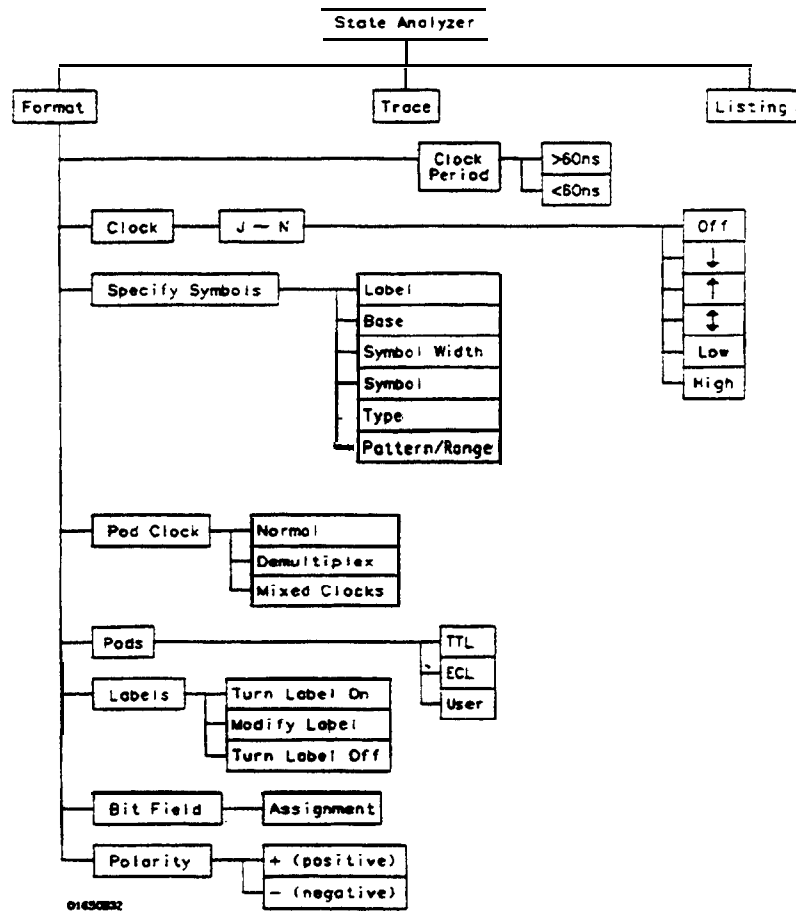 State Analyzer
Format
Trace
Listing
Clock Period
>60ns
<60ns
Clock
J ~ N
Off
↓
↑
↕
Low
High
Specify Symbols
Label
Base
Symbol Width
Symbol
Type
Pattern/Range
Pod Clock
Normal
Demultiplex
Mixed Clocks
Pods
TTL
ECL
User
Labels
Turn Label On
Modify Label
Turn Label Off
Bit Field
Assignment
Polarity
+ (positive)
- (negative)
01650B32